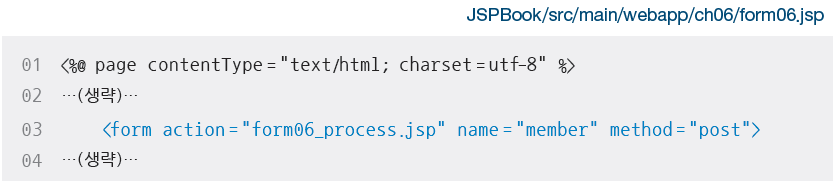 JSPBook/src/main/webapp/ch06/form06.jsp
01 <%@ page contentType="text/html; charset=utf-8" %>
02 …(생략)…
03 <form action="form06_process.jsp" name="member" method="post">
04 …(생략)…